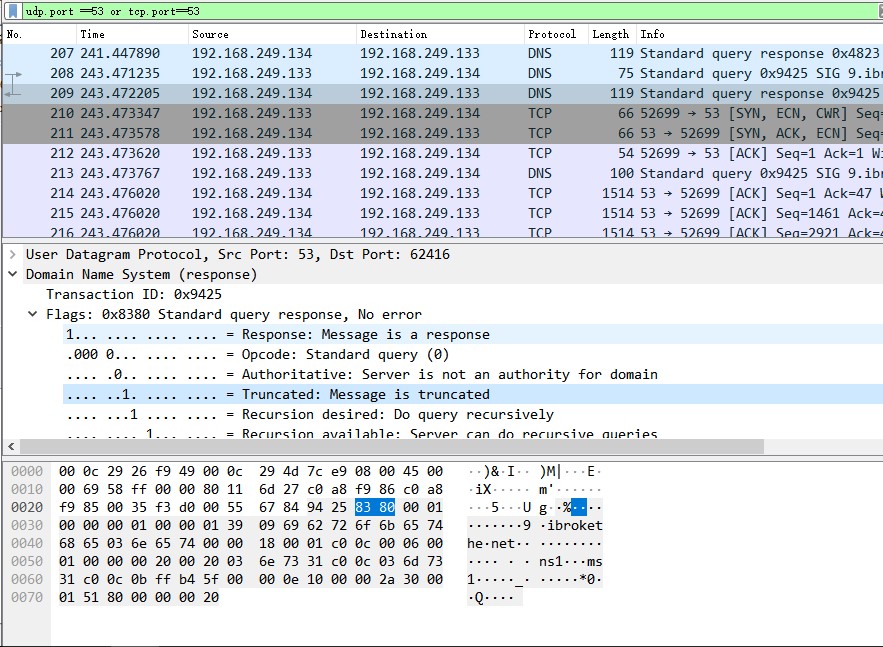 udp.port ==53 or tcp.port==53
No. Time Source Destination Protocol Length Info
207 241.447890 192.168.249.134 192.168.249.133 DNS 119 Standard query response 0x4823
208 243.471235 192.168.249.133 192.168.249.134 DNS 75 Standard query 0x9425 SIG 9.ibr
209 243.472205 192.168.249.134 192.168.249.133 DNS 119 Standard query response 0x9425
210 243.473347 192.168.249.133 192.168.249.134 TCP 66 52699 → 53 [SYN, ECN, CWR] Seq=
211 243.473578 192.168.249.134 192.168.249.133 TCP 66 53 → 52699 [SYN, ACK, ECN] Seq=
212 243.473620 192.168.249.133 192.168.249.134 TCP 54 52699 → 53 [ACK] Seq=1 Ack=1 Wi
213 243.473767 192.168.249.133 192.168.249.134 DNS 100 Standard query 0x9425 SIG 9.ibr
214 243.476020 192.168.249.134 192.168.249.133 TCP 1514 53 → 52699 [ACK] Seq=1 Ack=47 W
215 243.476020 192.168.249.134 192.168.249.133 TCP 1514 53 → 52699 [ACK] Seq=1461 Ack=4
216 243.476020 192.168.249.134 192.168.249.133 TCP 1514 53 → 52699 [ACK] Seq=2921 Ack=4
User Datagram Protocol, Src Port: 53, Dst Port: 62416
Domain Name System (response)
Transaction ID: 0x9425
Flags: 0x8380 Standard query response, No error
1... .... .... .... = Response: Message is a response
.000 0... .... .... = Opcode: Standard query (0)
.... .0.. .... .... = Authoritative: Server is not an authority for domain
.... ..1. .... .... = Truncated: Message is truncated
.... ...1 .... .... = Recursion desired: Do query recursively
.... .... 1... .... = Recursion available: Server can do recursive queries
0000 00 0c 29 26 f9 49 00 0c 29 4d 7c e9 08 00 45 00 ··)&·I·· )M|···E·
0010 00 69 58 ff 00 00 80 11 6d 27 c0 a8 f9 86 c0 a8 ·iX····· m'······
0020 f9 85 00 35 f3 d0 00 55 67 84 94 25 83 80 00 01 ···5···U g··%····
0030 00 00 00 01 00 00 01 39 09 69 62 72 6f 6b 65 74 ·······9 ·ibroket
0040 68 65 03 6e 65 74 00 00 18 00 01 c0 0c 00 06 00 he·net·· ········
0050 01 00 00 00 20 00 20 03 6e 73 31 c0 0c 03 6d 73 ···· · · ns1···ms
0060 31 c0 0c 0b ff b4 5f 00 00 0e 10 00 00 2a 30 00 1·····_· ·····*0·
0070 01 51 80 00 00 00 20 ·Q····